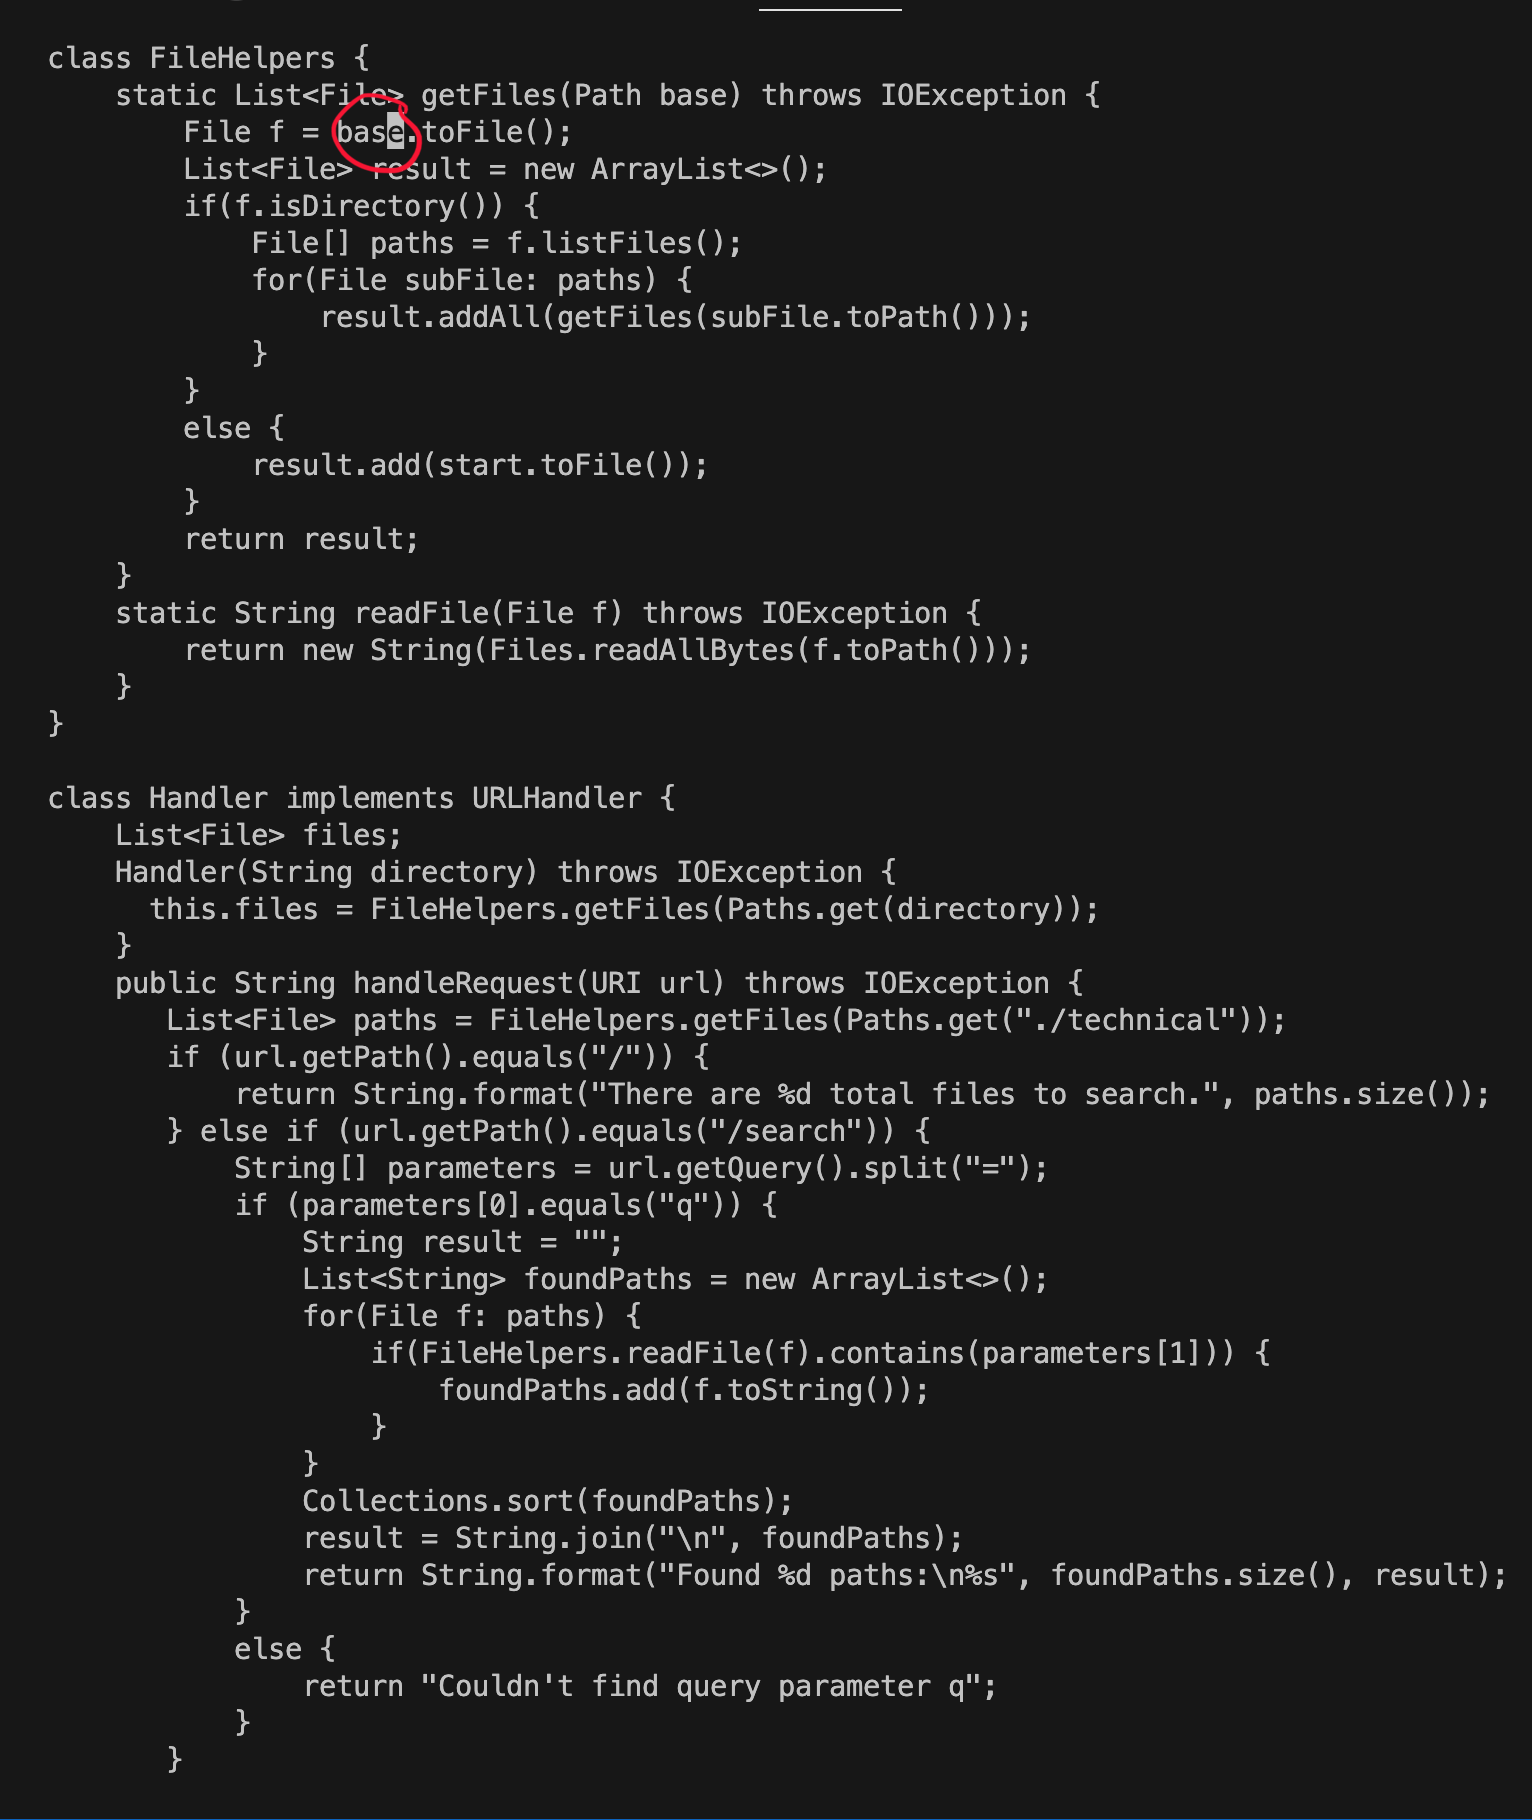 class FileHelpers {
    static List<File> getFiles(Path base) throws IOException {
        File f = base.toFile();
        List<File> result = new ArrayList<>();
        if(f.isDirectory()) {
            File[] paths = f.listFiles();
            for(File subFile: paths) {
                result.addAll(getFiles(subFile.toPath()));
            }
        }
        else {
            result.add(start.toFile());
        }
        return result;
    }
    static String readFile(File f) throws IOException {
        return new String(Files.readAllBytes(f.toPath()));
    }
}

class Handler implements URLHandler {
    List<File> files;
    Handler(String directory) throws IOException {
      this.files = FileHelpers.getFiles(Paths.get(directory));
    }
    public String handleRequest(URI url) throws IOException {
       List<File> paths = FileHelpers.getFiles(Paths.get("./technical"));
       if (url.getPath().equals("/")) {
           return String.format("There are %d total files to search.", paths.size());
       } else if (url.getPath().equals("/search")) {
           String[] parameters = url.getQuery().split("=");
           if (parameters[0].equals("q")) {
               String result = "";
               List<String> foundPaths = new ArrayList<>();
               for(File f: paths) {
                   if(FileHelpers.readFile(f).contains(parameters[1])) {
                       foundPaths.add(f.toString());
                   }
               }
               Collections.sort(foundPaths);
               result = String.join("\n", foundPaths);
               return String.format("Found %d paths:\n%s", foundPaths.size(), result);
           }
           else {
               return "Couldn't find query parameter q";
           }
       }